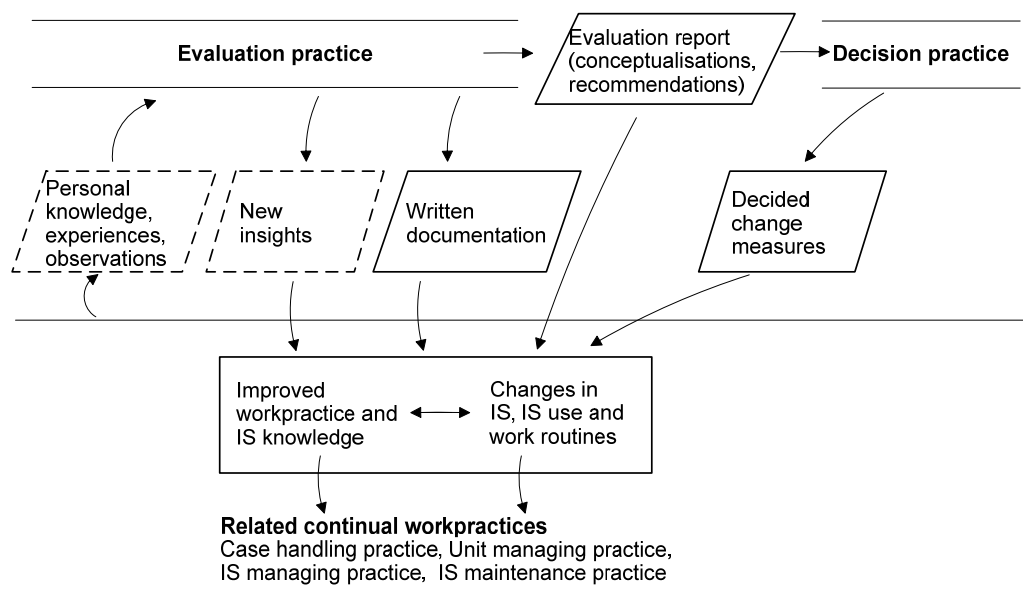 Evaluation practice
Evaluation report
(conceptualisations,
recommendations)
Decision practice
Personal
knowledge,
experiences,
observations
New
insights
Written
documentation
Decided
change
measures
Improved
workpractice and
IS knowledge
Changes in
IS, IS use and
work routines
Related continual workpractices
Case handling practice, Unit managing practice,
IS managing practice,  IS maintenance practice